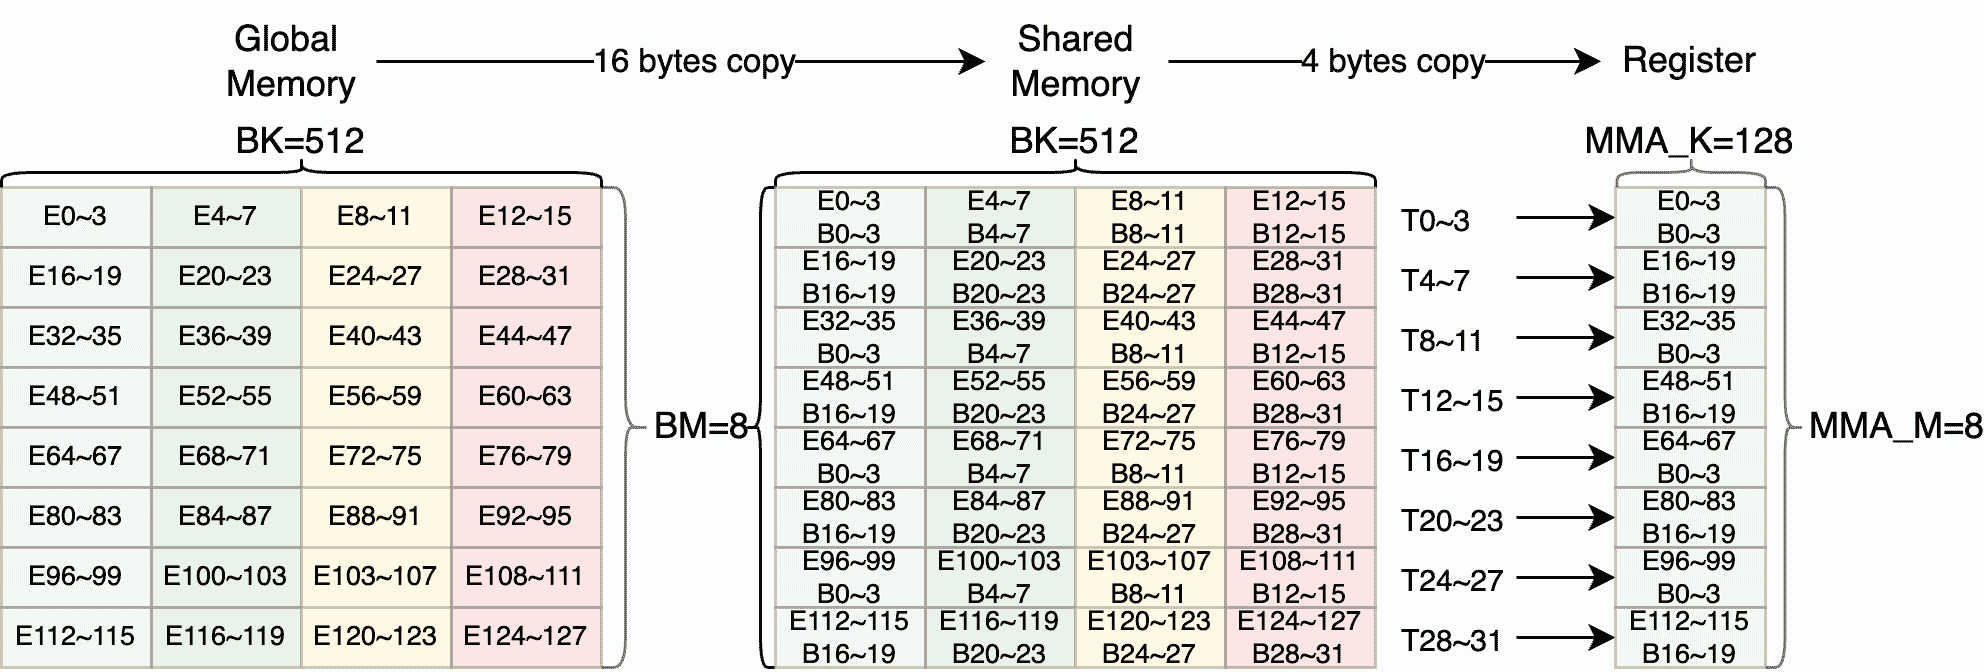 Global
Memory
16 bytes copy
Shared
Memory
4 bytes copy
Register
BK=512
BK=512
MMA_K=128
E0~3 E4~7 E8~11 E12~15
E16~19 E20~23 E24~27 E28~31
E32~35 E36~39 E40~43 E44~47
E48~51 E52~55 E56~59 E60~63
E64~67 E68~71 E72~75 E76~79
E80~83 E84~87 E88~91 E92~95
E96~99 E100~103 E103~107 E108~111
E112~115 E116~119 E120~123 E124~127
BM=8
E0~3 E4~7 E8~11 E12~15
B0~3 B4~7 B8~11 B12~15
E16~19 E20~23 E24~27 E28~31
B16~19 B20~23 B24~27 B28~31
E32~35 E36~39 E40~43 E44~47
B0~3 B4~7 B8~11 B12~15
E48~51 E52~55 E56~59 E60~63
B16~19 B20~23 B24~27 B28~31
E64~67 E68~71 E72~75 E76~79
B0~3 B4~7 B8~11 B12~15
E80~83 E84~87 E88~91 E92~95
B16~19 B20~23 B24~27 B28~31
E96~99 E100~103 E103~107 E108~111
B0~3 B4~7 B8~11 B12~15
E112~115 E116~119 E120~123 E124~127
B16~19 B20~23 B24~27 B28~31
T0~3
T4~7
T8~11
T12~15
T16~19
T20~23
T24~27
T28~31
E0~3
B0~3
E16~19
B16~19
E32~35
B0~3
E48~51
B16~19
E64~67
B0~3
E80~83
B16~19
E96~99
B0~3
E112~115
B16~19
MMA_M=8